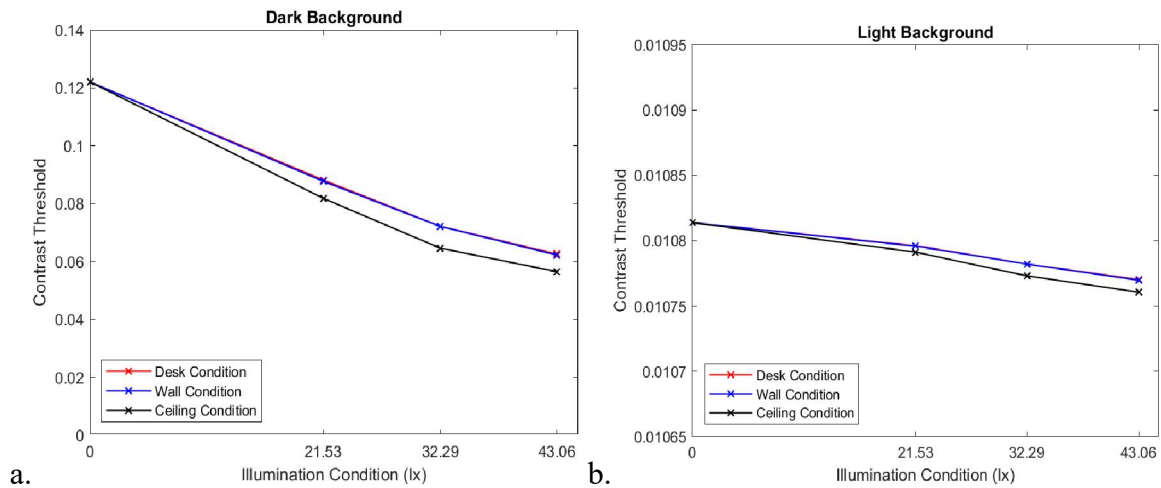 Dark Background
0.14
0.12
0.1
0.08
0.06
0.04
0.02
0
Contrast Threshold
Desk Condition
Wall Condition
Ceiling Condition
0 21.53 32.29 43.06
Illumination Condition (lx)
a.
Light Background
0.01095
0.0109
0.01085
0.0108
0.01075
0.0107
0.01065
Contrast Threshold
Desk Condition
Wall Condition
Ceiling Condition
0 21.53 32.29 43.06
Illumination Condition (lx)
b.